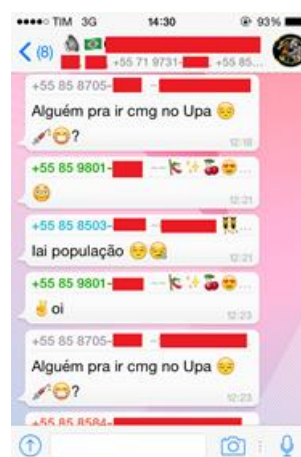 TIM 3G 14:30 93%
(8)
+55 71 9731- +55 85...
+55 85 8705- ~
Alguém pra ir cmg no Upa 😔
💉😷? 12:18
+55 85 9801- ~ 🎋✨🍒😍...
😁 12:21
+55 85 8503- ~ 👯...
Iai população 😏😪 12:21
+55 85 9801- ~ 🎋✨🍒😍...
✌oi 12:23
+55 85 8705- ~
Alguém pra ir cmg no Upa 😔
💉😷? 12:23
+55 85 8584-